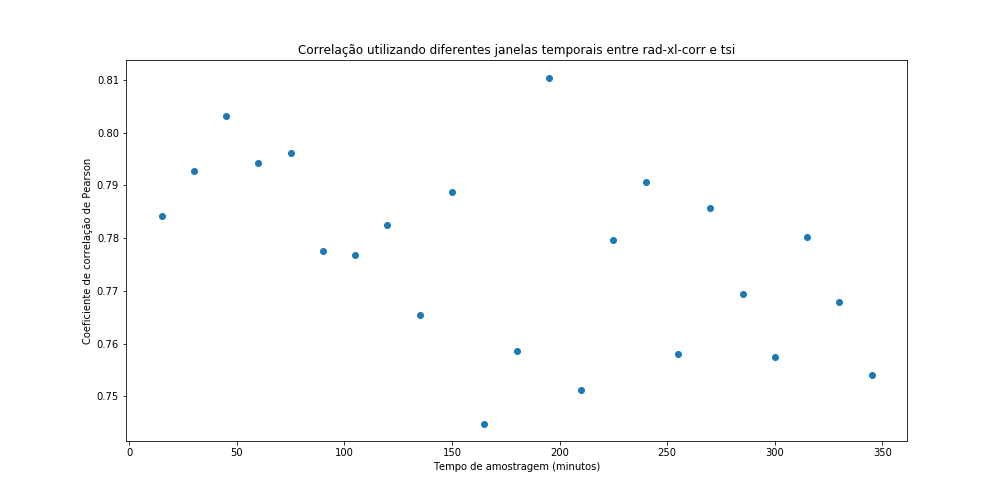 Correlação utilizando diferentes janelas temporais entre rad-xl-corr e tsi
0.81
0.80
0.79
0.78
0.77
0.76
0.75
Coeficiente de correlação de Pearson
0 50 100 150 200 250 300 350
Tempo de amostragem (minutos)